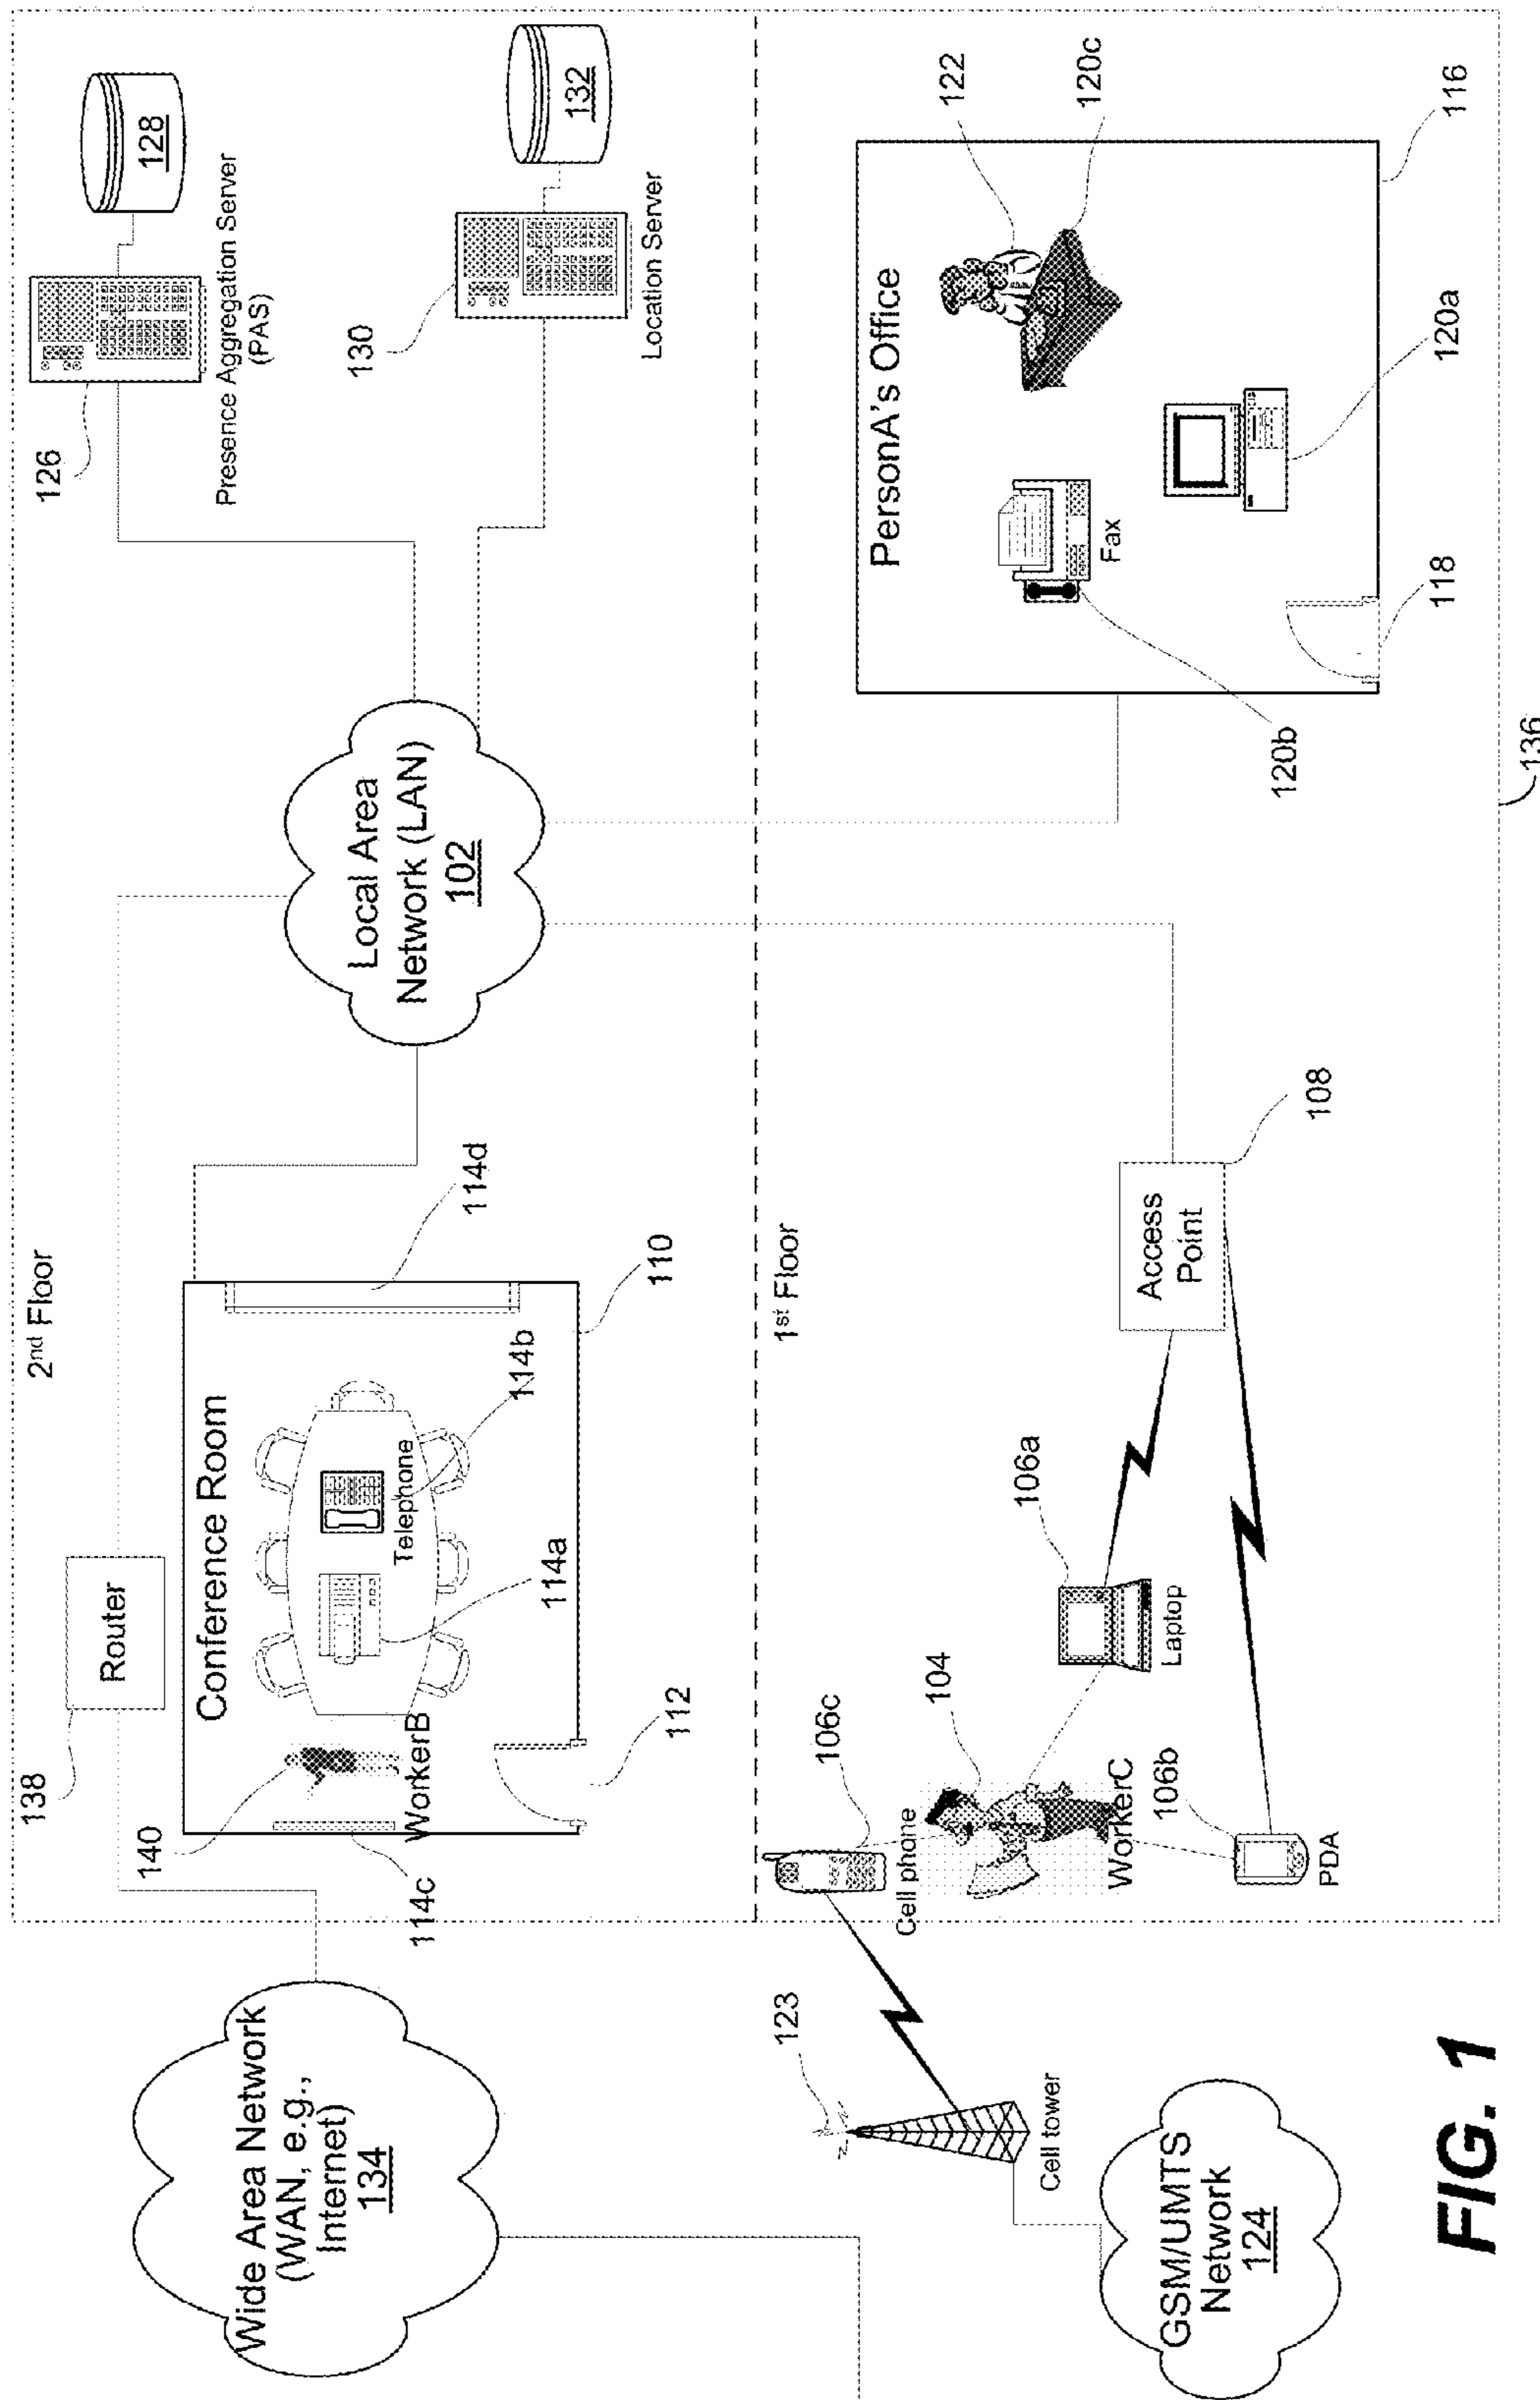 2nd Floor
138
Router
Wide Area Network
(WAN, e.g.,
Internet)
134
Conference Room
140
WorkerB
114c
112
Telephone
114a
114b
110
114d
Local Area
Network (LAN)
102
126
Presence Aggregation Server
(PAS)
128
130
Location Server
132
1st Floor
123
Cell tower
GSM/UMTS
Network
124
Cell phone
106c
104
WorkerC
106b
PDA
106a
Laptop
Access
Point
108
PersonA's Office
Fax
120b
118
120a
122
120c
116
136
FIG. 1